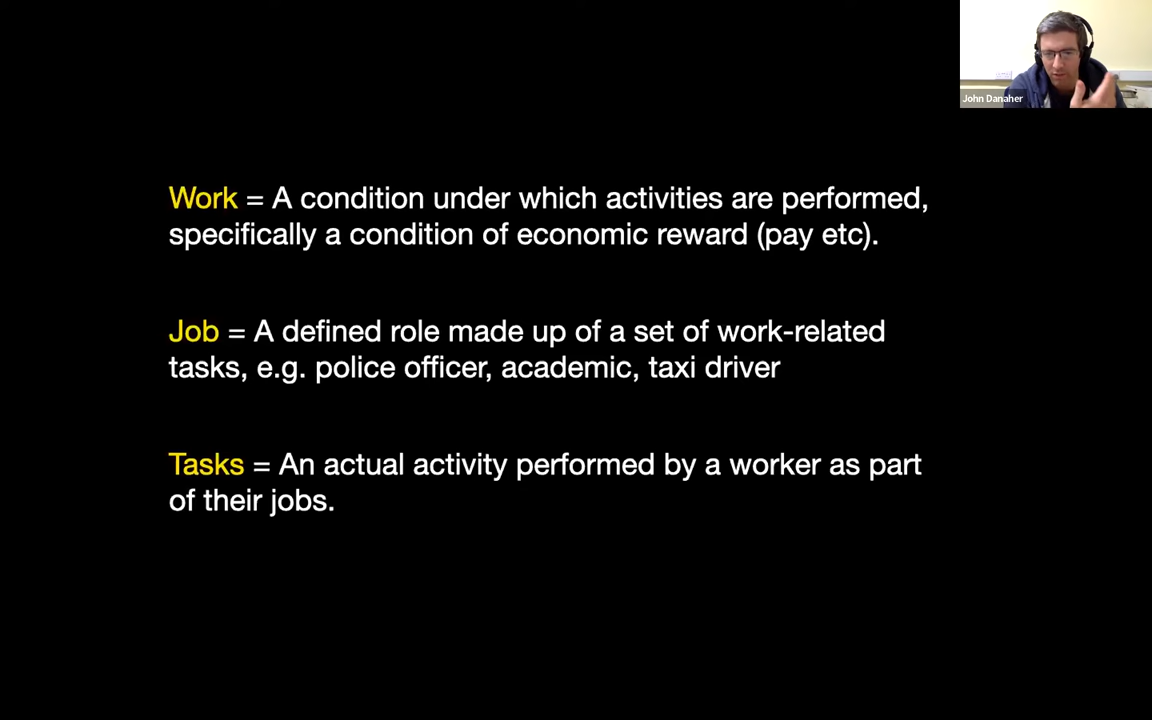 John Danaher
Work = A condition under which activities are performed,
specifically a condition of economic reward (pay etc).
Job = A defined role made up of a set of work-related
tasks, e.g. police officer, academic, taxi driver
Tasks = An actual activity performed by a worker as part
of their jobs.